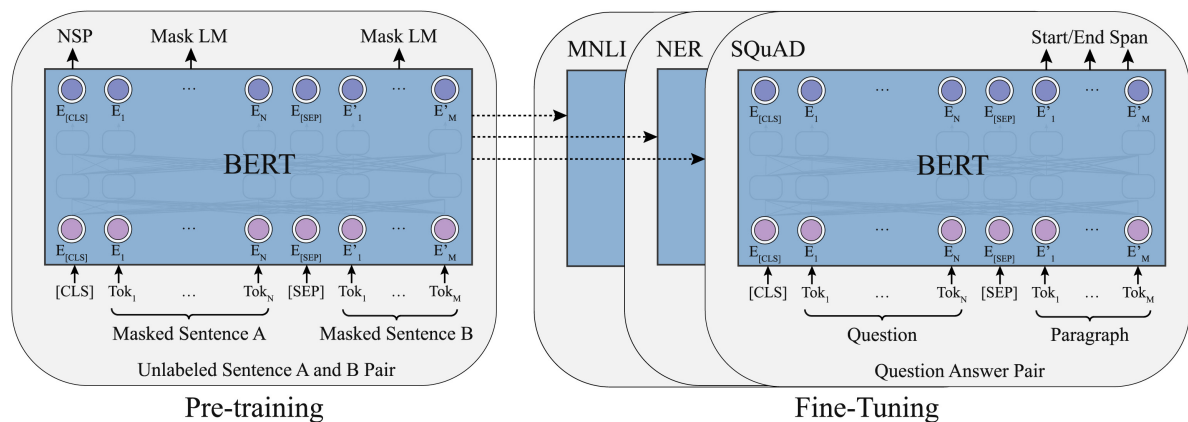 NSP Mask LM Mask LM
E[CLS] E1 ... EN E[SEP] E'1 ... E'M
BERT
E[CLS] E1 ... EN E[SEP] E'1 ... E'M
[CLS] Tok1 ... TokN [SEP] Tok1 ... TokM
Masked Sentence A Masked Sentence B
Unlabeled Sentence A and B Pair
Pre-training
MNLI NER SQuAD Start/End Span
E[CLS] E1 ... EN E[SEP] E'1 ... E'M
BERT
E[CLS] E1 ... EN E[SEP] E'1 ... E'M
[CLS] Tok1 ... TokN [SEP] Tok1 ... TokM
Question Paragraph
Question Answer Pair
Fine-Tuning